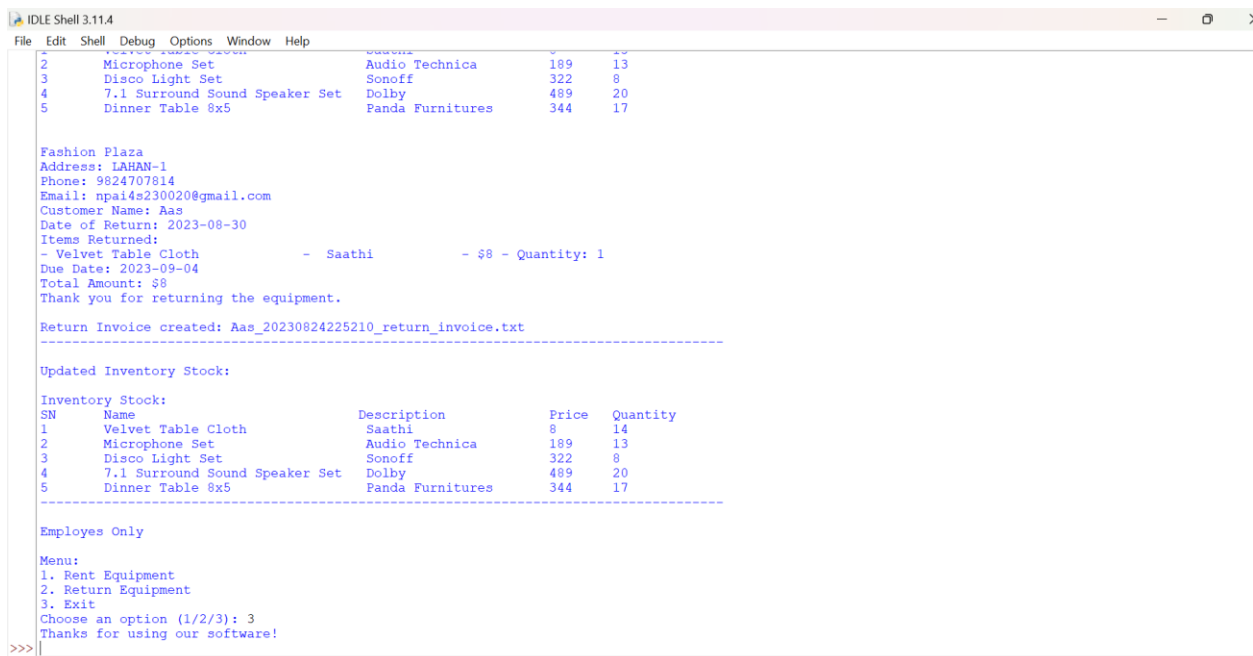 IDLE Shell 3.11.4
File Edit Shell Debug Options Window Help
2 Microphone Set Audio Technica 189 13
3 Disco Light Set Sonoff 322 8
4 7.1 Surround Sound Speaker Set Dolby 489 20
5 Dinner Table 8x5 Panda Furnitures 344 17
Fashion Plaza
Address: LAHAN-1
Phone: 9824707814
Email: npai4s230020@gmail.com
Customer Name: Aas
Date of Return: 2023-08-30
Items Returned:
- Velvet Table Cloth - Saathi - $8 - Quantity: 1
Due Date: 2023-09-04
Total Amount: $8
Thank you for returning the equipment.
Return Invoice created: Aas_20230824225210_return_invoice.txt
--------------------------------------------------------------------------------------
Updated Inventory Stock:
Inventory Stock:
SN Name Description Price Quantity
1 Velvet Table Cloth Saathi 8 14
2 Microphone Set Audio Technica 189 13
3 Disco Light Set Sonoff 322 8
4 7.1 Surround Sound Speaker Set Dolby 489 20
5 Dinner Table 8x5 Panda Furnitures 344 17
--------------------------------------------------------------------------------------
Employes Only
Menu:
1. Rent Equipment
2. Return Equipment
3. Exit
Choose an option (1/2/3): 3
Thanks for using our software!
>>>